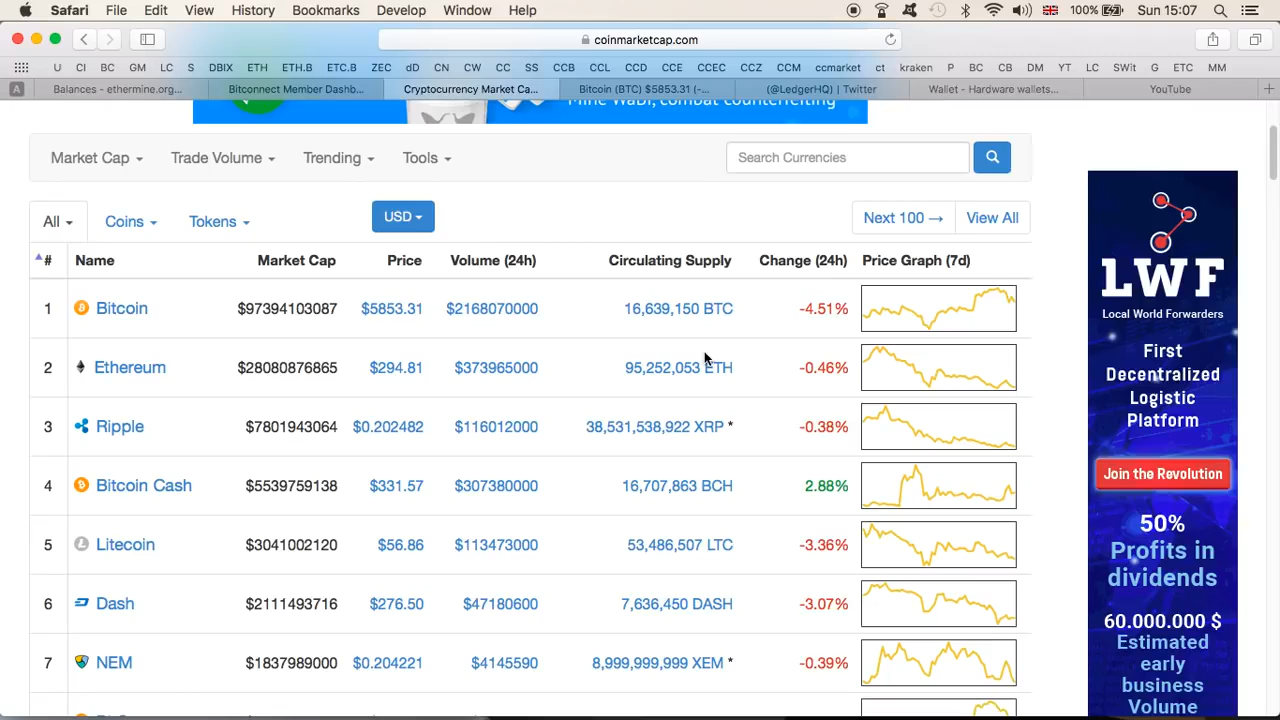 Safari File Edit View History Bookmarks Develop Window Help 100% Sun 15:07
coinmarketcap.com
U CI BC GM LC S DBIX ETH ETH.B ETC.B ZEC dD CN CW CC SS CCB CCL CCD CCE CCEC CCZ CCM ccmarket ct kraken P BC CB DM YT LC SWit G ETC MM
A Balances - ethermine.org... Bitconnect Member Dashb... Cryptocurrency Market Ca... Bitcoin (BTC) $5853.31 (-... (@LedgerHQ) | Twitter Wallet - Hardware wallets... YouTube
Mine WaBi, combat counterfeiting
Market Cap Trade Volume Trending Tools Search Currencies
All Coins Tokens USD Next 100 → View All
# Name Market Cap Price Volume (24h) Circulating Supply Change (24h) Price Graph (7d)
1 Bitcoin $97394103087 $5853.31 $2168070000 16,639,150 BTC -4.51%
2 Ethereum $28080876865 $294.81 $373965000 95,252,053 ETH -0.46%
3 Ripple $7801943064 $0.202482 $116012000 38,531,538,922 XRP * -0.38%
4 Bitcoin Cash $5539759138 $331.57 $307380000 16,707,863 BCH 2.88%
5 Litecoin $3041002120 $56.86 $113473000 53,486,507 LTC -3.36%
6 Dash $2111493716 $276.50 $47180600 7,636,450 DASH -3.07%
7 NEM $1837989000 $0.204221 $4145590 8,999,999,999 XEM * -0.39%
LWF
Local World Forwarders
First
Decentralized
Logistic
Platform
Join the Revolution
50%
Profits in
dividends
60.000.000 $
Estimated
early
business
Volume